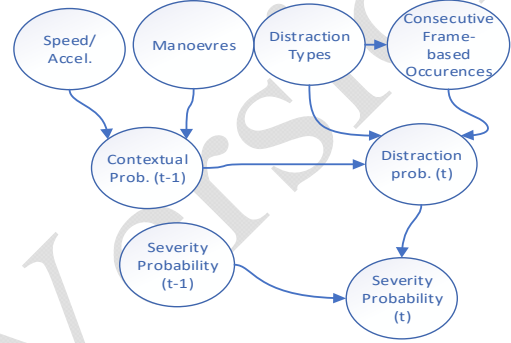 Speed/
Accel.
Manoevres
Distraction
Types
Consecutive
Frame-
based
Occurences
Contextual
Prob. (t-1)
Distraction
prob. (t)
Severity
Probability
(t-1)
Severity
Probability
(t)